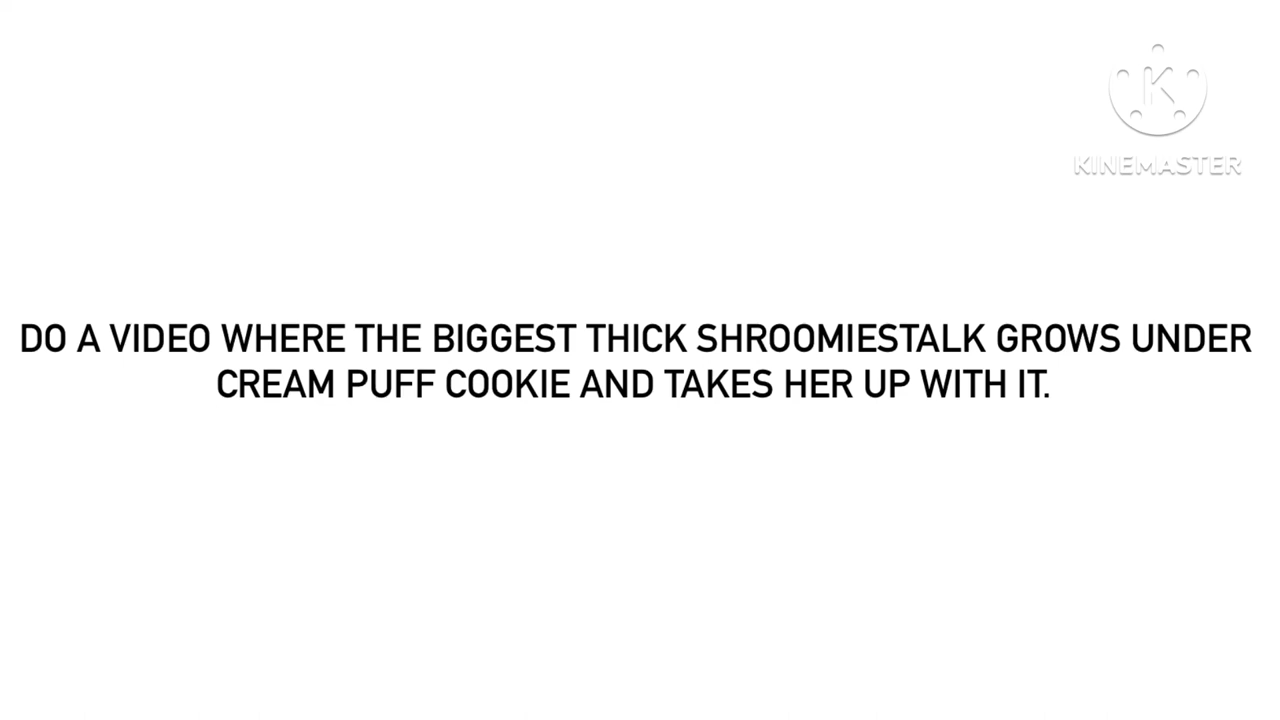 KINEMASTER
DO A VIDEO WHERE THE BIGGEST THICK SHROOMIESTALK GROWS UNDER
CREAM PUFF COOKIE AND TAKES HER UP WITH IT.